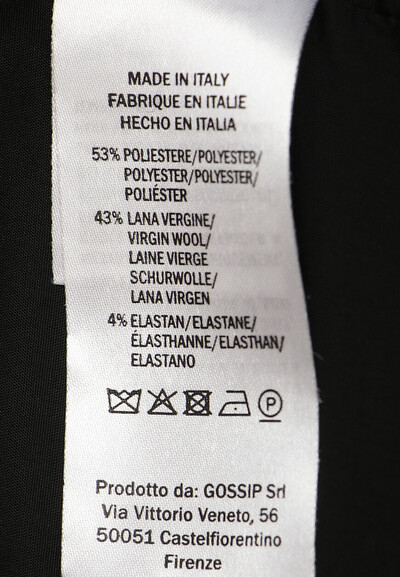 MADE IN ITALY
FABRIQUE EN ITALIE
HECHO EN ITALIA
53% POLIESTERE/POLYESTER/
POLYESTER/POLYESTER/
POLIÉSTER
43% LANA VERGINE/
VIRGIN WOOL/
LAINE VIERGE
SCHURWOLLE/
LANA VIRGEN
4% ELASTAN/ELASTANE/
ÉLASTHANNE/ELASTHAN/
ELASTANO
P
Prodotto da: GOSSIP Srl
Via Vittorio Veneto, 56
50051 Castelfiorentino
Firenze